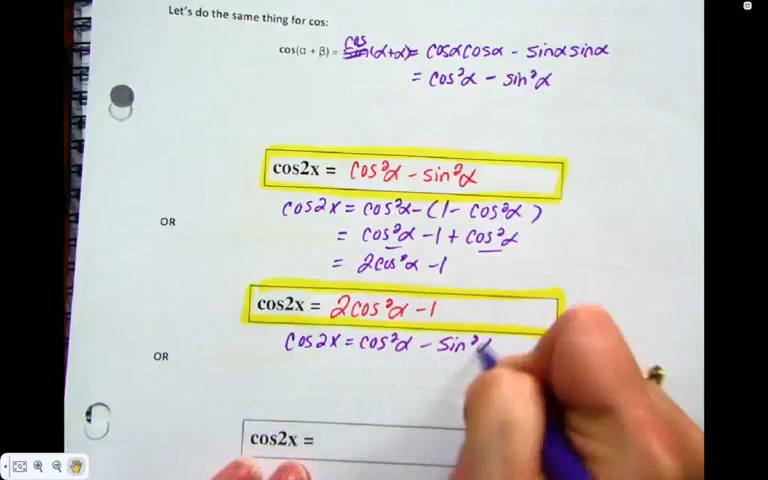 Let's do the same thing for cos:
cos(α + β) = cos(α+α) = cosαcosα - sinαsinα
= cos²α - sin²α
cos2x = cos²α - sin²α
cos2x = cos²α - (1 - cos²α)
OR
= cos²α - 1 + cos²α
= 2cos²α - 1
cos2x = 2cos²α - 1
cos2x = cos²α - sin²
OR
cos2x =